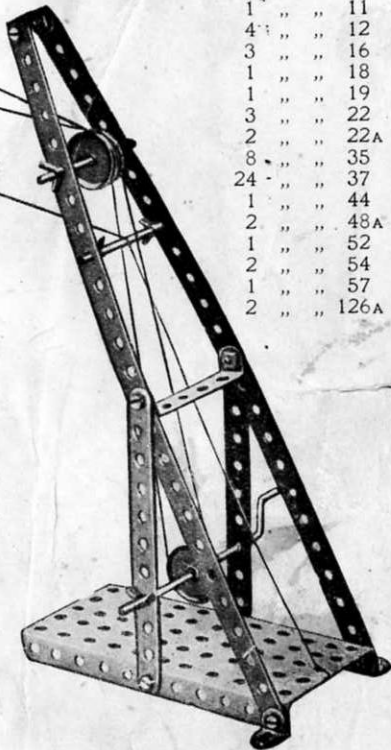 1 „ „ 11
4 „ „ 12
3 „ „ 16
1 „ „ 18
1 „ „ 19
3 „ „ 22
2 „ „ 22A
8 „ „ 35
24 „ „ 37
1 „ „ 44
2 „ „ 48A
1 „ „ 52
2 „ „ 54
1 „ „ 57
2 „ „ 126A